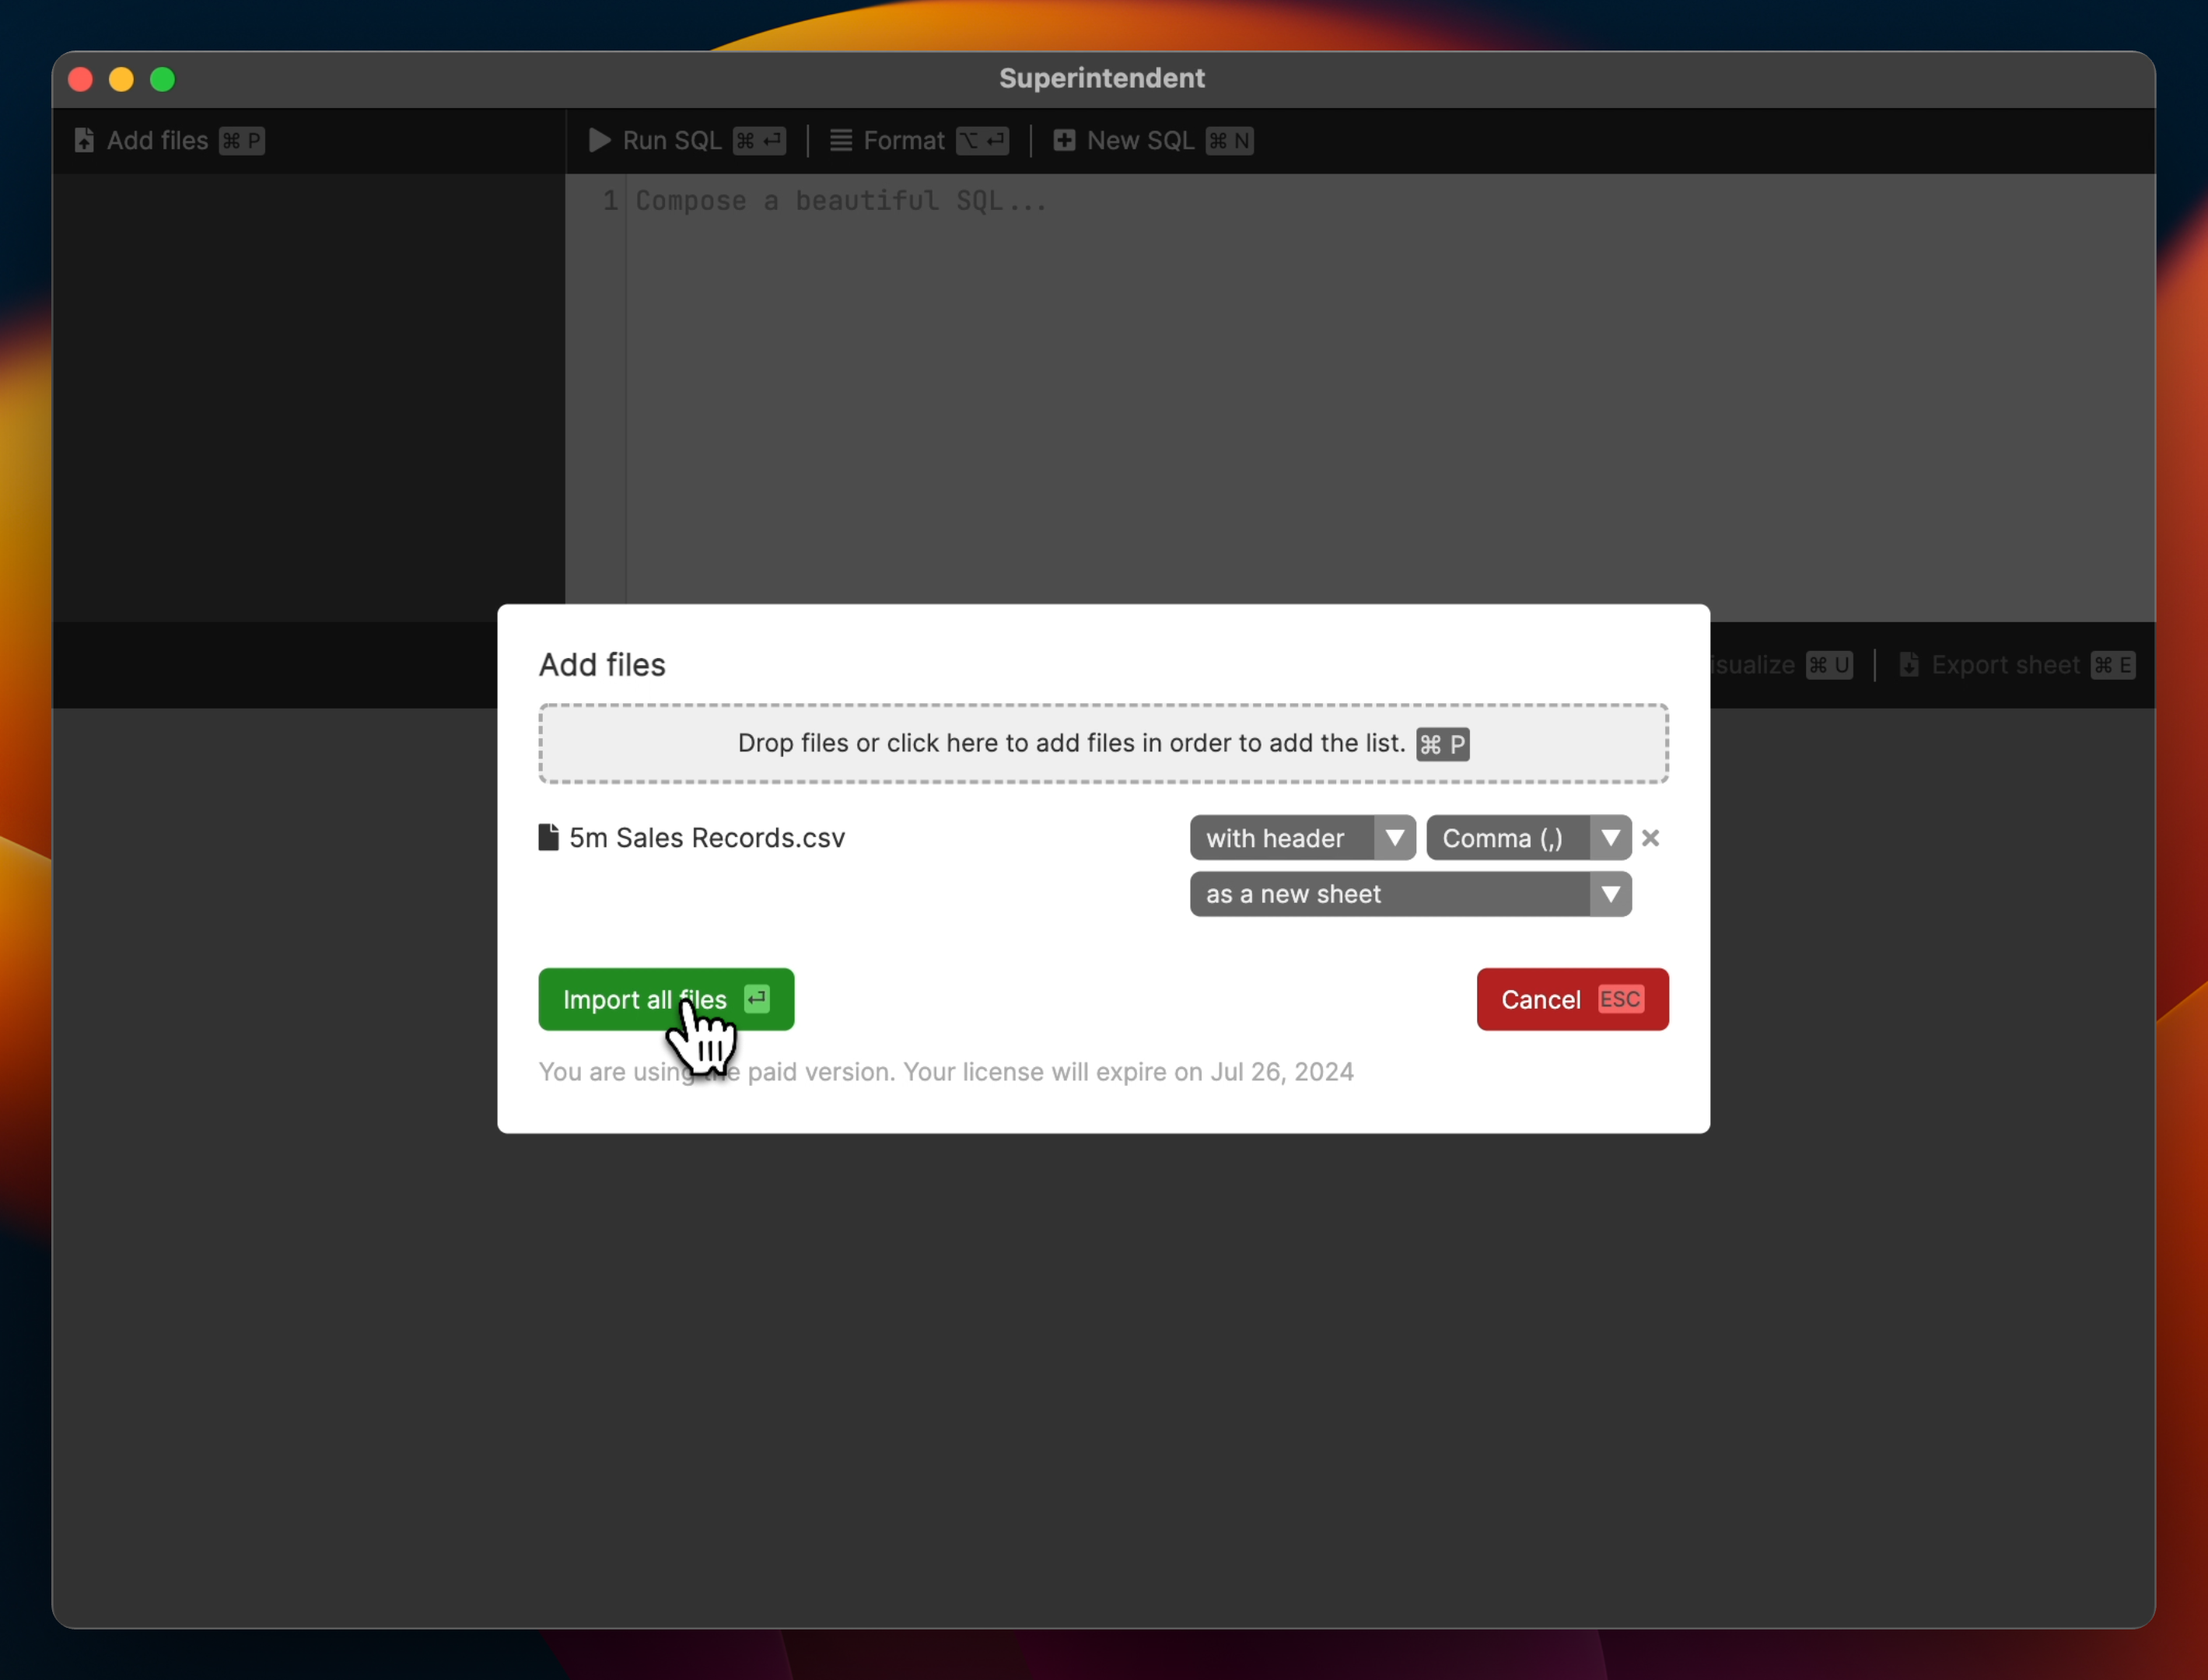 Superintendent
Add files ⌘ P
Run SQL ⌘ ↵ | Format ⌥ ↵ | New SQL ⌘ N
1 Compose a beautiful SQL...
⌘ U | Export sheet ⌘ E
Add files
Drop files or click here to add files in order to add the list. ⌘ P
5m Sales Records.csv with header Comma (,)
as a new sheet
Import all files ↵ Cancel ESC
You are using the paid version. Your license will expire on Jul 26, 2024